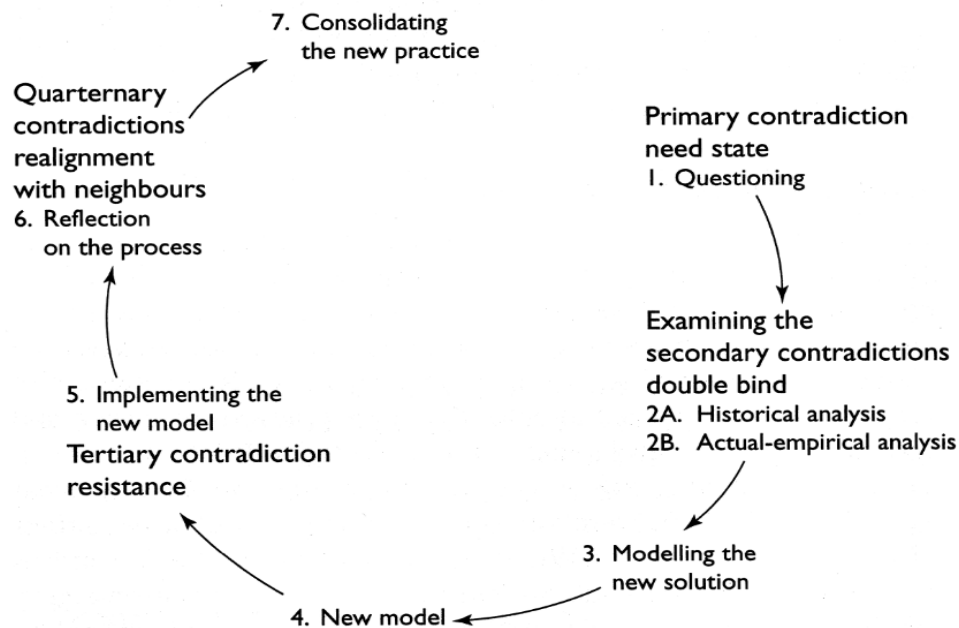 7. Consolidating
the new practice
Quarternary
contradictions
realignment
with neighbours
6. Reflection
on the process
Primary contradiction
need state
1. Questioning
Examining the
secondary contradictions
double bind
2A. Historical analysis
2B. Actual-empirical analysis
5. Implementing the
new model
Tertiary contradiction
resistance
3. Modelling the
new solution
4. New model